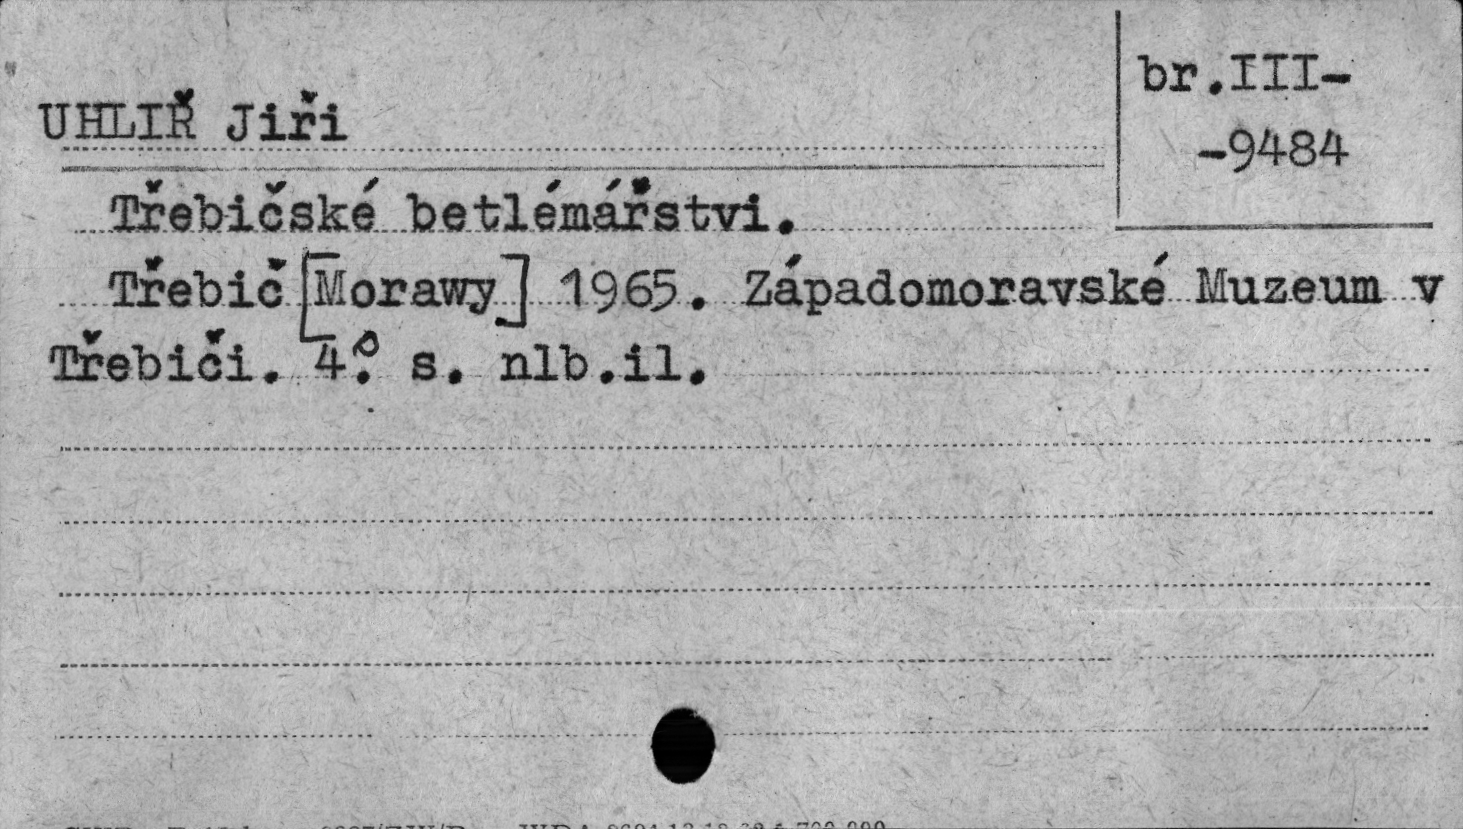 br.III-
-9484
UHLIŘ Jiři
Třebičské betlémářstvi.
Třebič [Morawy] 1965. Západomoravské Muzeum v
Třebiči. 4.º s. nlb.il.